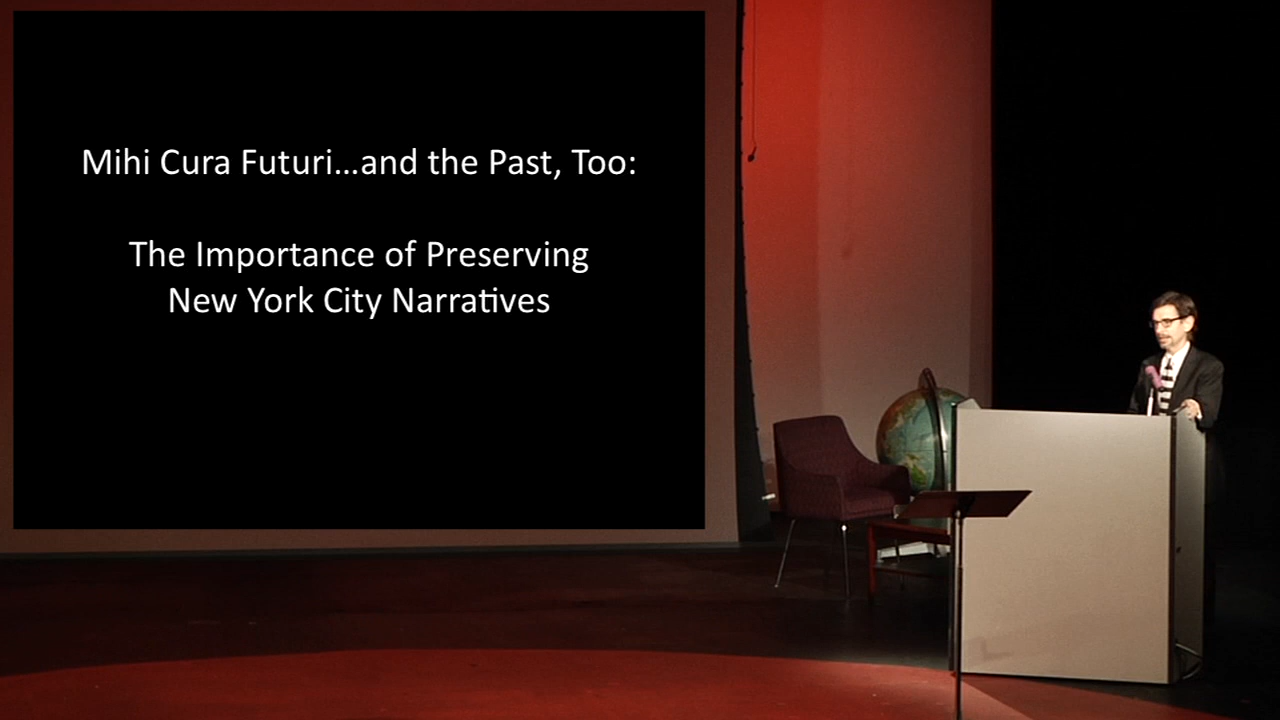 Mihi Cura Futuri...and the Past, Too:
The Importance of Preserving
New York City Narratives